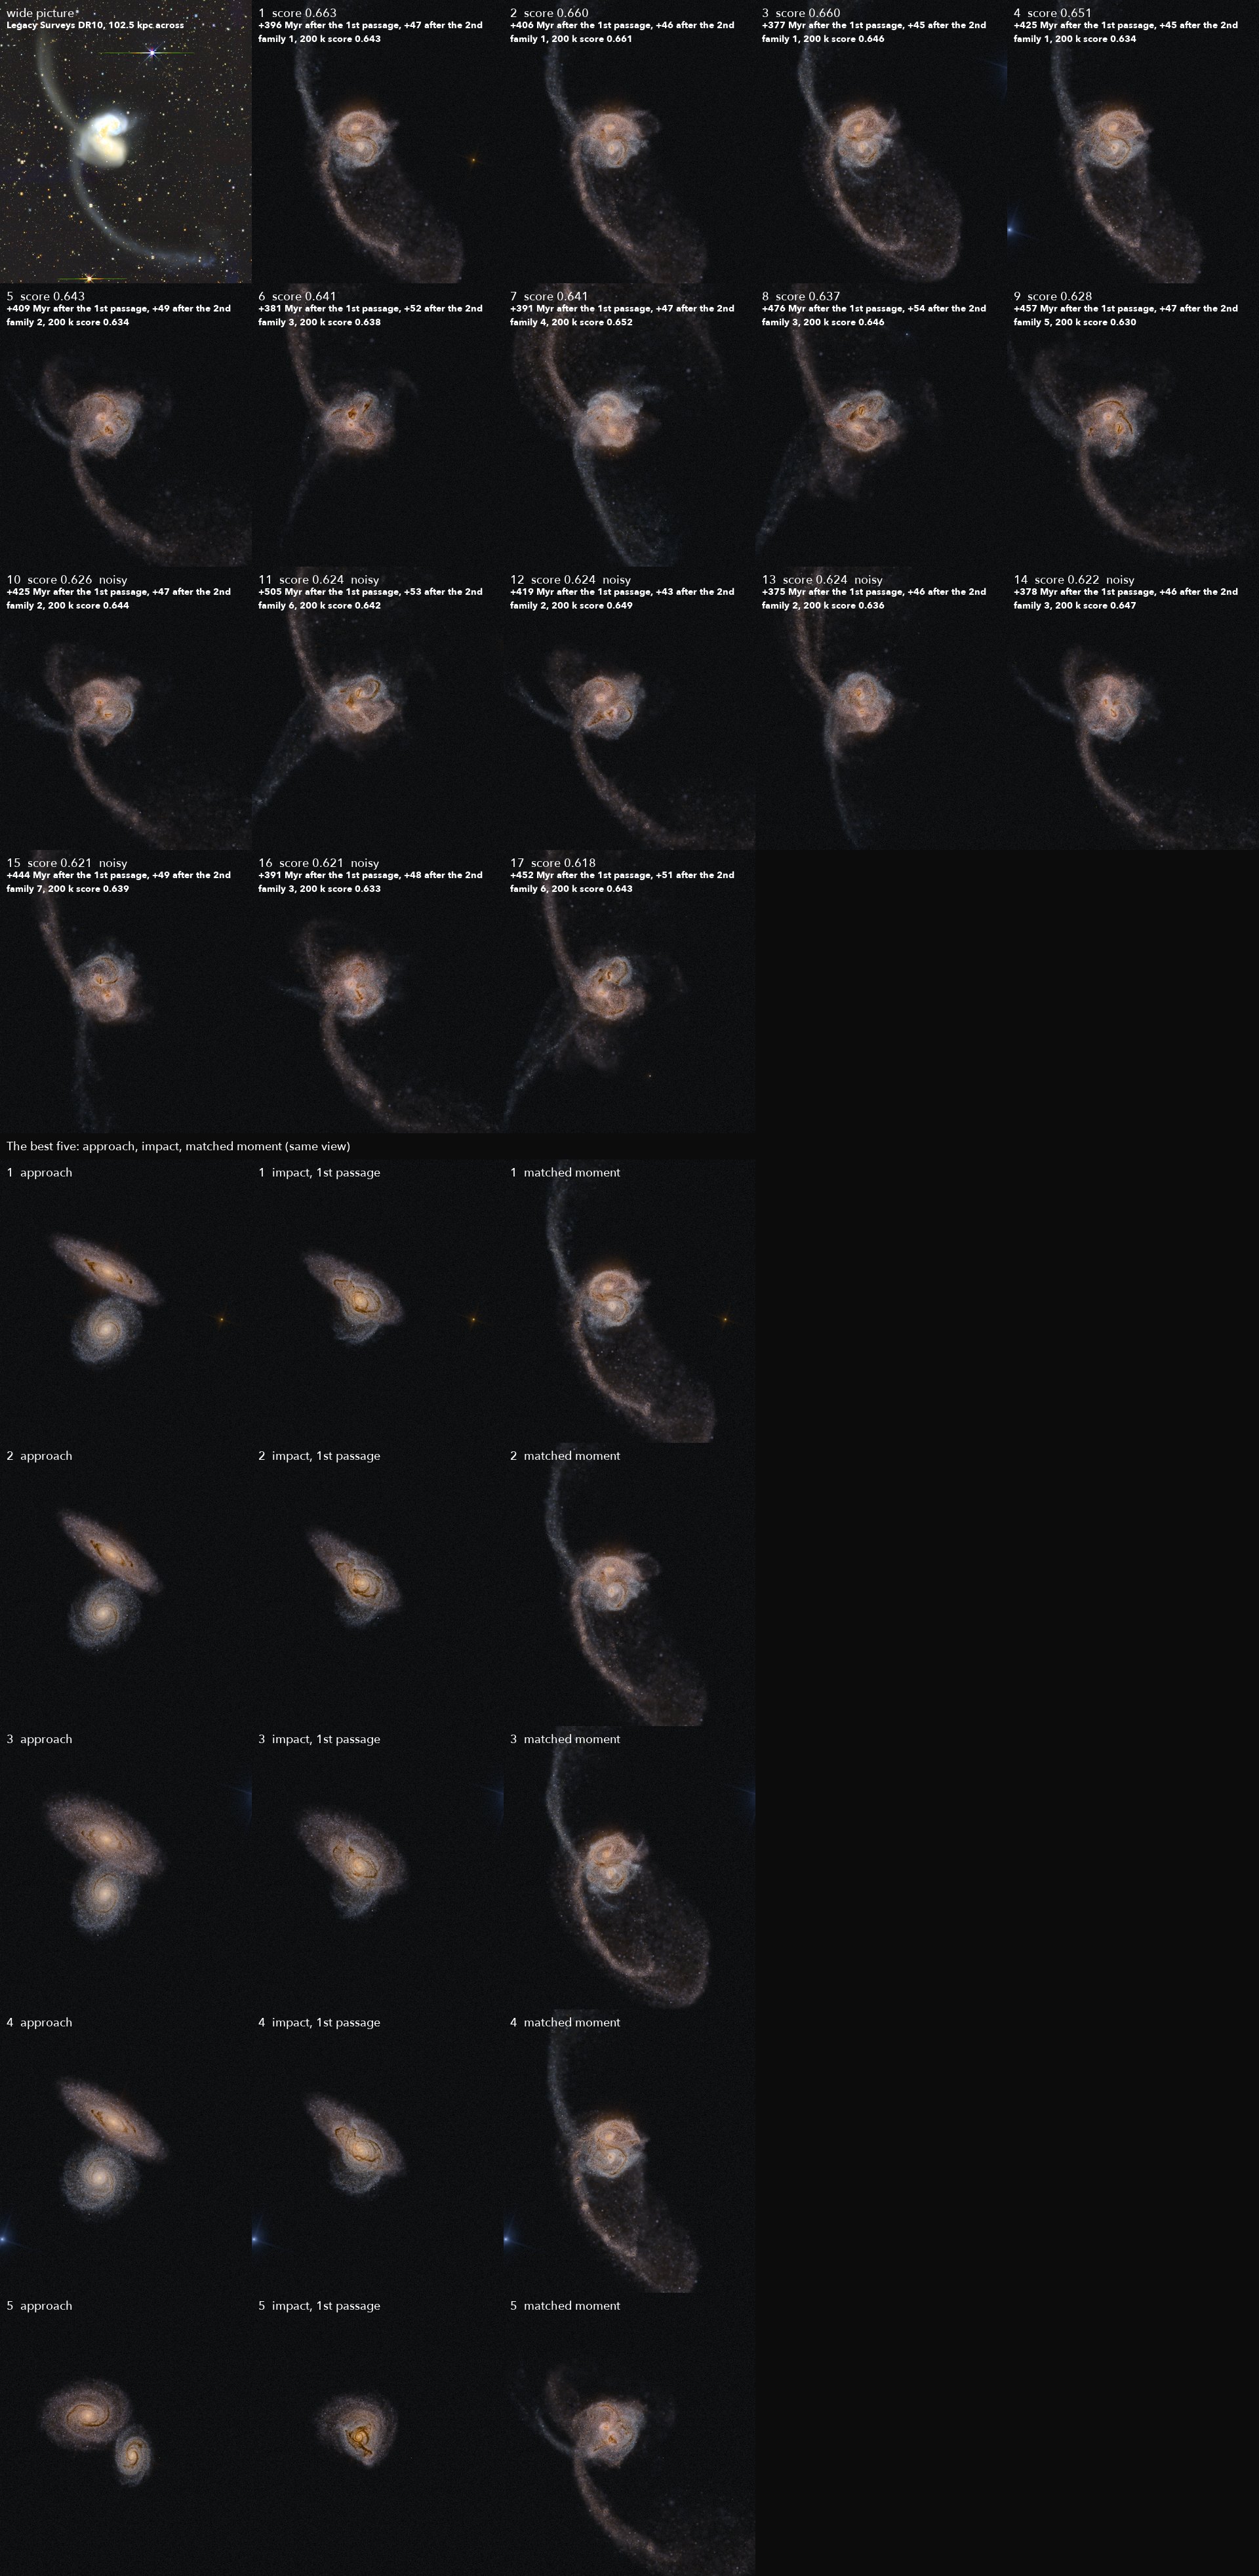 wide picture
Legacy Surveys DR10, 102.5 kpc across
1 score 0.663
+396 Myr after the 1st passage, +47 after the 2nd
family 1, 200 k score 0.643
2 score 0.660
+406 Myr after the 1st passage, +46 after the 2nd
family 1, 200 k score 0.661
3 score 0.660
+377 Myr after the 1st passage, +45 after the 2nd
family 1, 200 k score 0.646
4 score 0.651
+425 Myr after the 1st passage, +45 after the 2nd
family 1, 200 k score 0.634
5 score 0.643
+409 Myr after the 1st passage, +49 after the 2nd
family 2, 200 k score 0.634
6 score 0.641
+381 Myr after the 1st passage, +52 after the 2nd
family 3, 200 k score 0.638
7 score 0.641
+391 Myr after the 1st passage, +47 after the 2nd
family 4, 200 k score 0.652
8 score 0.637
+476 Myr after the 1st passage, +54 after the 2nd
family 3, 200 k score 0.646
9 score 0.628
+457 Myr after the 1st passage, +47 after the 2nd
family 5, 200 k score 0.630
10 score 0.626 noisy
+425 Myr after the 1st passage, +47 after the 2nd
family 2, 200 k score 0.644
11 score 0.624 noisy
+505 Myr after the 1st passage, +53 after the 2nd
family 6, 200 k score 0.642
12 score 0.624 noisy
+419 Myr after the 1st passage, +43 after the 2nd
family 2, 200 k score 0.649
13 score 0.624 noisy
+375 Myr after the 1st passage, +46 after the 2nd
family 2, 200 k score 0.636
14 score 0.622 noisy
+378 Myr after the 1st passage, +46 after the 2nd
family 3, 200 k score 0.647
15 score 0.621 noisy
+444 Myr after the 1st passage, +49 after the 2nd
family 7, 200 k score 0.639
16 score 0.621 noisy
+391 Myr after the 1st passage, +48 after the 2nd
family 3, 200 k score 0.633
17 score 0.618
+452 Myr after the 1st passage, +51 after the 2nd
family 6, 200 k score 0.643
The best five: approach, impact, matched moment (same view)
1 approach
1 impact, 1st passage
1 matched moment
2 approach
2 impact, 1st passage
2 matched moment
3 approach
3 impact, 1st passage
3 matched moment
4 approach
4 impact, 1st passage
4 matched moment
5 approach
5 impact, 1st passage
5 matched moment